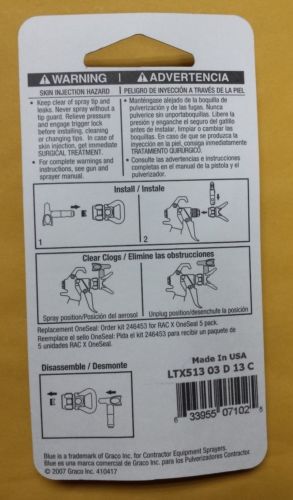 WARNING
ADVERTENCIA
SKIN INJECTION HAZARD
PELIGRO DE INYECCIÓN A TRAVÉS DE LA PIEL
• Keep clear of spray tip and
leaks. Never spray without a
tip guard. Relieve pressure
and engage trigger lock
before installing, cleaning
or changing tips. In case of
skin injection, get immediate
SURGICAL TREATMENT.
• For complete warnings and
instructions, see gun and
sprayer manual.
• Manténgase alejado de la boquilla de
pulverización y de las fugas. Nunca
pulverice sin portaboquillas. Libere la
presión y enganche el seguro del gatillo
antes de instalar, limpiar o cambiar las
boquillas. En caso de que se
produzca una inyección en la
piel, consiga inmediatamente
TRATAMIENTO QUIRÚRGICO.
• Consulte las advertencias e instrucciones
completas en el manual de la pistola y el
pulverizador.
Install / Instale
1
2
Clear Clogs / Elimine las obstrucciones
Spray position/Posición del aerosol
Unplug position/desenchufe la posición
Replacement OneSeal: Order kit 246453 for RAC X OneSeal 5 pack.
Reemplace el sello OneSeal: Pida el kit 246453 para recibir un paquete de
5 unidades RAC X OneSeal.
Disassemble / Desmonte
Made In USA
LTX513 03 D 13 C
6 33955 07102 5
Blue is a trademark of Graco Inc. for Contractor Equipment Sprayers.
Blue es una marca comercial de Graco Inc. para los Pulverizadores Contractor.
© 2007 Graco Inc. 410417